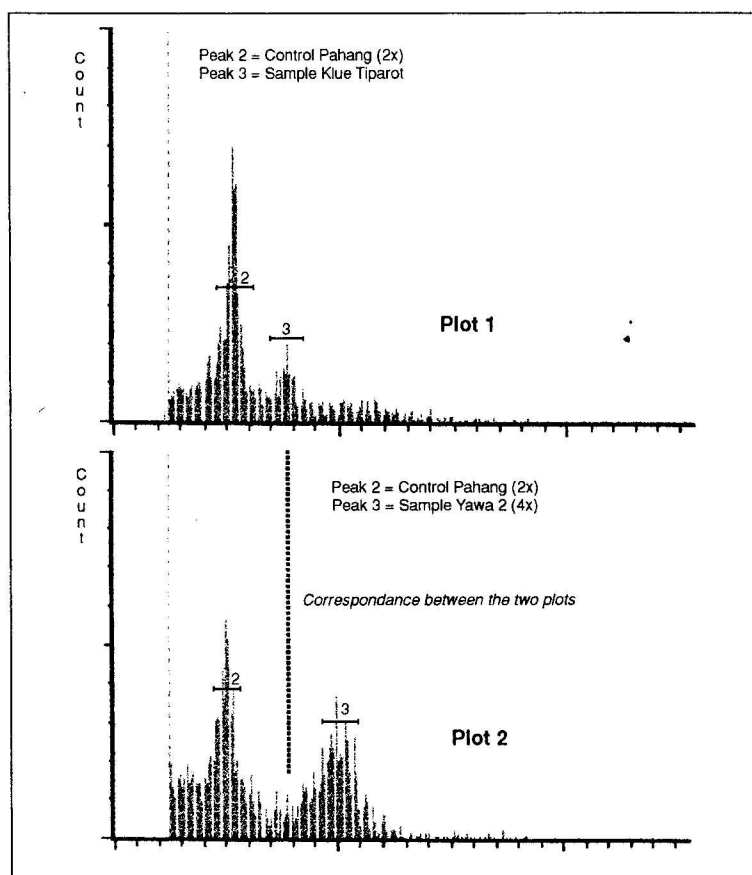 Count
Peak 2 = Control Pahang (2x)
Peak 3 = Sample Klue Tiparot
2
3
Plot 1
Count
Peak 2 = Control Pahang (2x)
Peak 3 = Sample Yawa 2 (4x)
Correspondance between the two plots
2
3
Plot 2